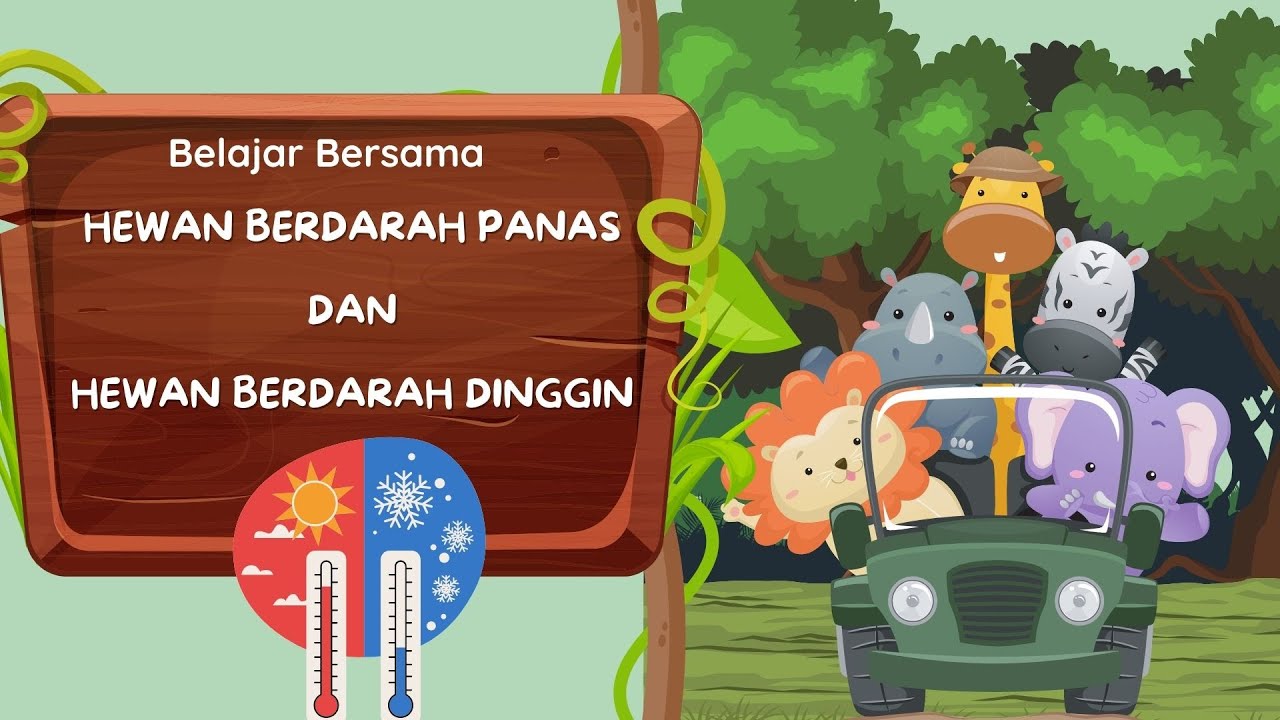 Belajar Bersama
HEWAN BERDARAH PANAS
DAN
HEWAN BERDARAH DINGGIN